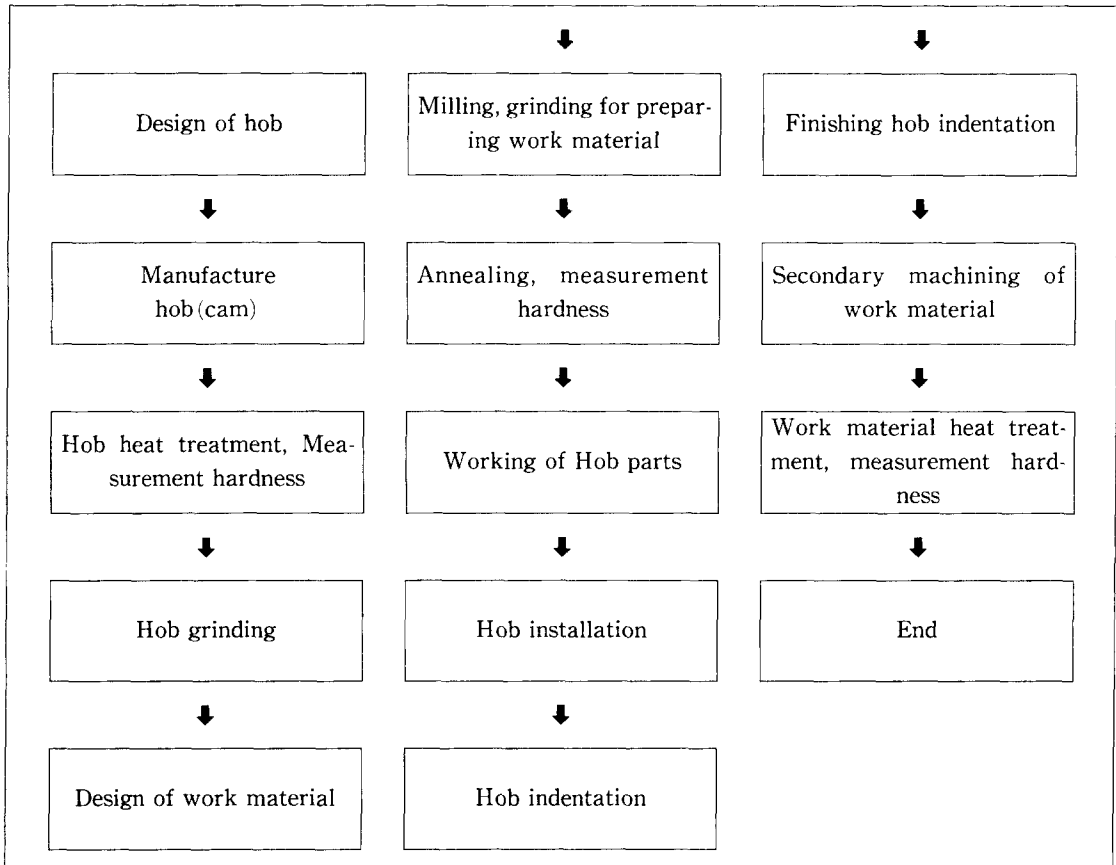 Design of hob
Manufacture
hob(cam)
Hob heat treatment, Mea-
surement hardness
Hob grinding
Design of work material
Milling, grinding for prepar-
ing work material
Annealing, measurement
hardness
Working of Hob parts
Hob installation
Hob indentation
Finishing hob indentation
Secondary machining of
work material
Work material heat treat-
ment, measurement hard-
ness
End